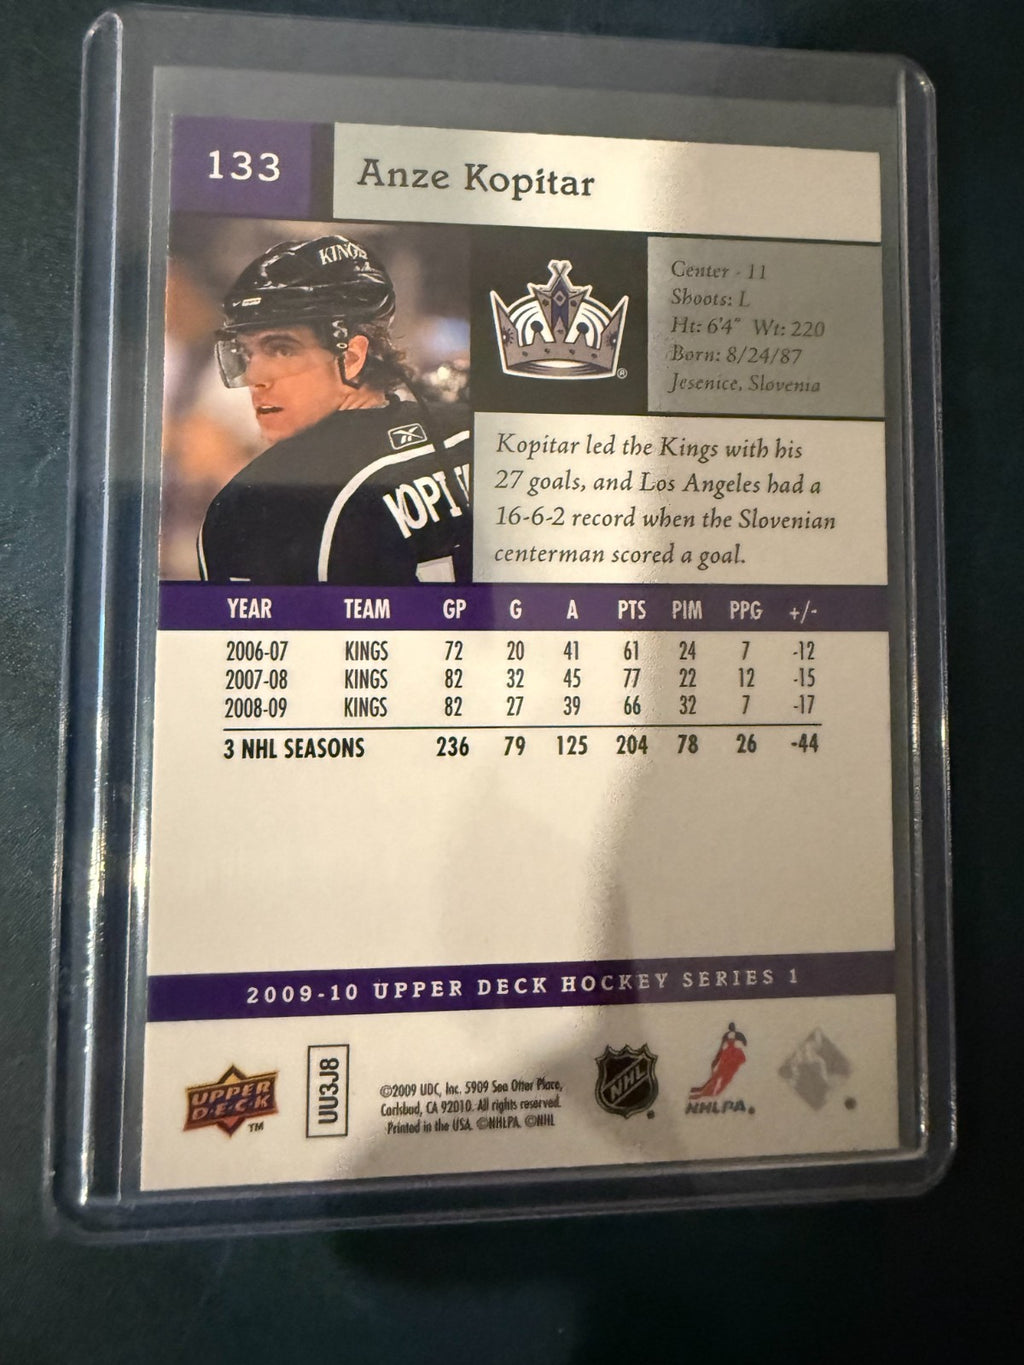 133
Anze Kopitar
KINGS
KOPI
Center - 11
Shoots: L
Ht: 6'4" Wt: 220
Born: 8/24/87
Jesenice, Slovenia
®
Kopitar led the Kings with his
27 goals, and Los Angeles had a
16-6-2 record when the Slovenian
centerman scored a goal.
YEAR TEAM GP G A PTS PIM PPG +/-
2006-07 KINGS 72 20 41 61 24 7 -12
2007-08 KINGS 82 32 45 77 22 12 -15
2008-09 KINGS 82 27 39 66 32 7 -17
3 NHL SEASONS 236 79 125 204 78 26 -44
2009-10 UPPER DECK HOCKEY SERIES 1
UPPER DECK TM
UU3J8
©2009 UDC, Inc. 5909 Sea Otter Place,
Carlsbad, CA 92010. All rights reserved.
Printed in the USA. ©NHLPA ©NHL
NHL
NHLPA